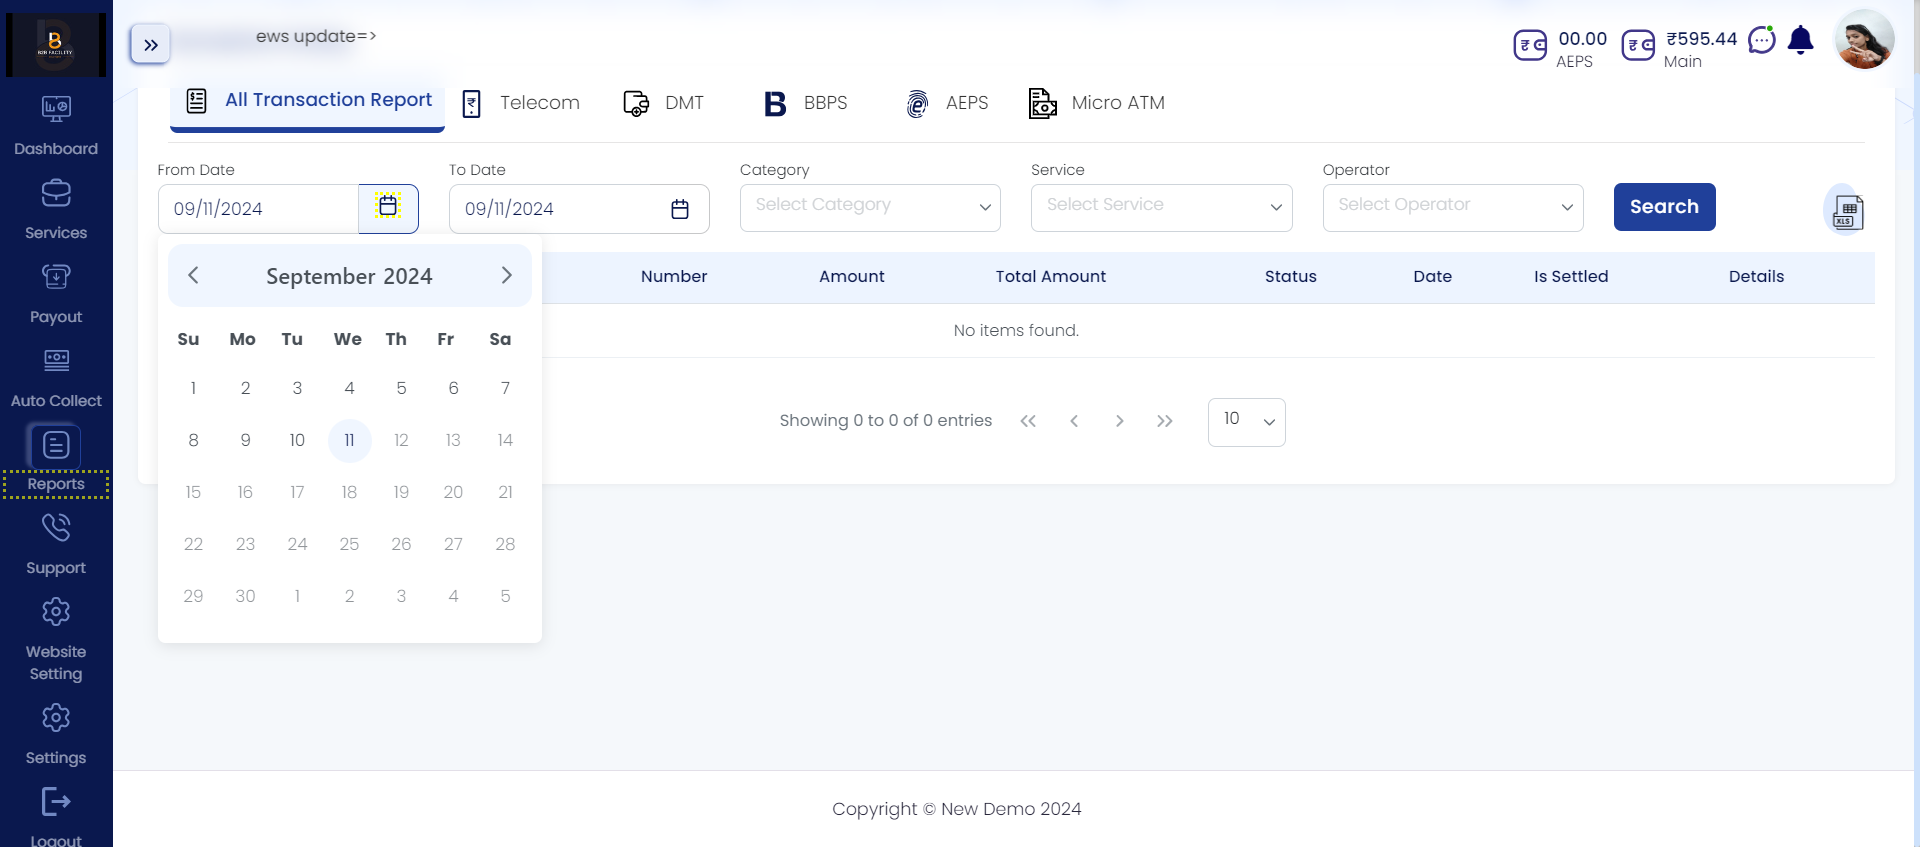 B2B FACILITY
ews update=>
00.00
AEPS
₹595.44
Main
All Transaction Report
Telecom
DMT
BBPS
AEPS
Micro ATM
From Date
To Date
Category
Service
Operator
09/11/2024
09/11/2024
Select Category
Select Service
Select Operator
Search
XLS
September 2024
Number
Amount
Total Amount
Status
Date
Is Settled
Details
No items found.
Su Mo Tu We Th Fr Sa
1 2 3 4 5 6 7
8 9 10 11 12 13 14
15 16 17 18 19 20 21
22 23 24 25 26 27 28
29 30 1 2 3 4 5
Showing 0 to 0 of 0 entries
10
Dashboard
Services
Payout
Auto Collect
Reports
Support
Website
Setting
Settings
Logout
Copyright © New Demo 2024